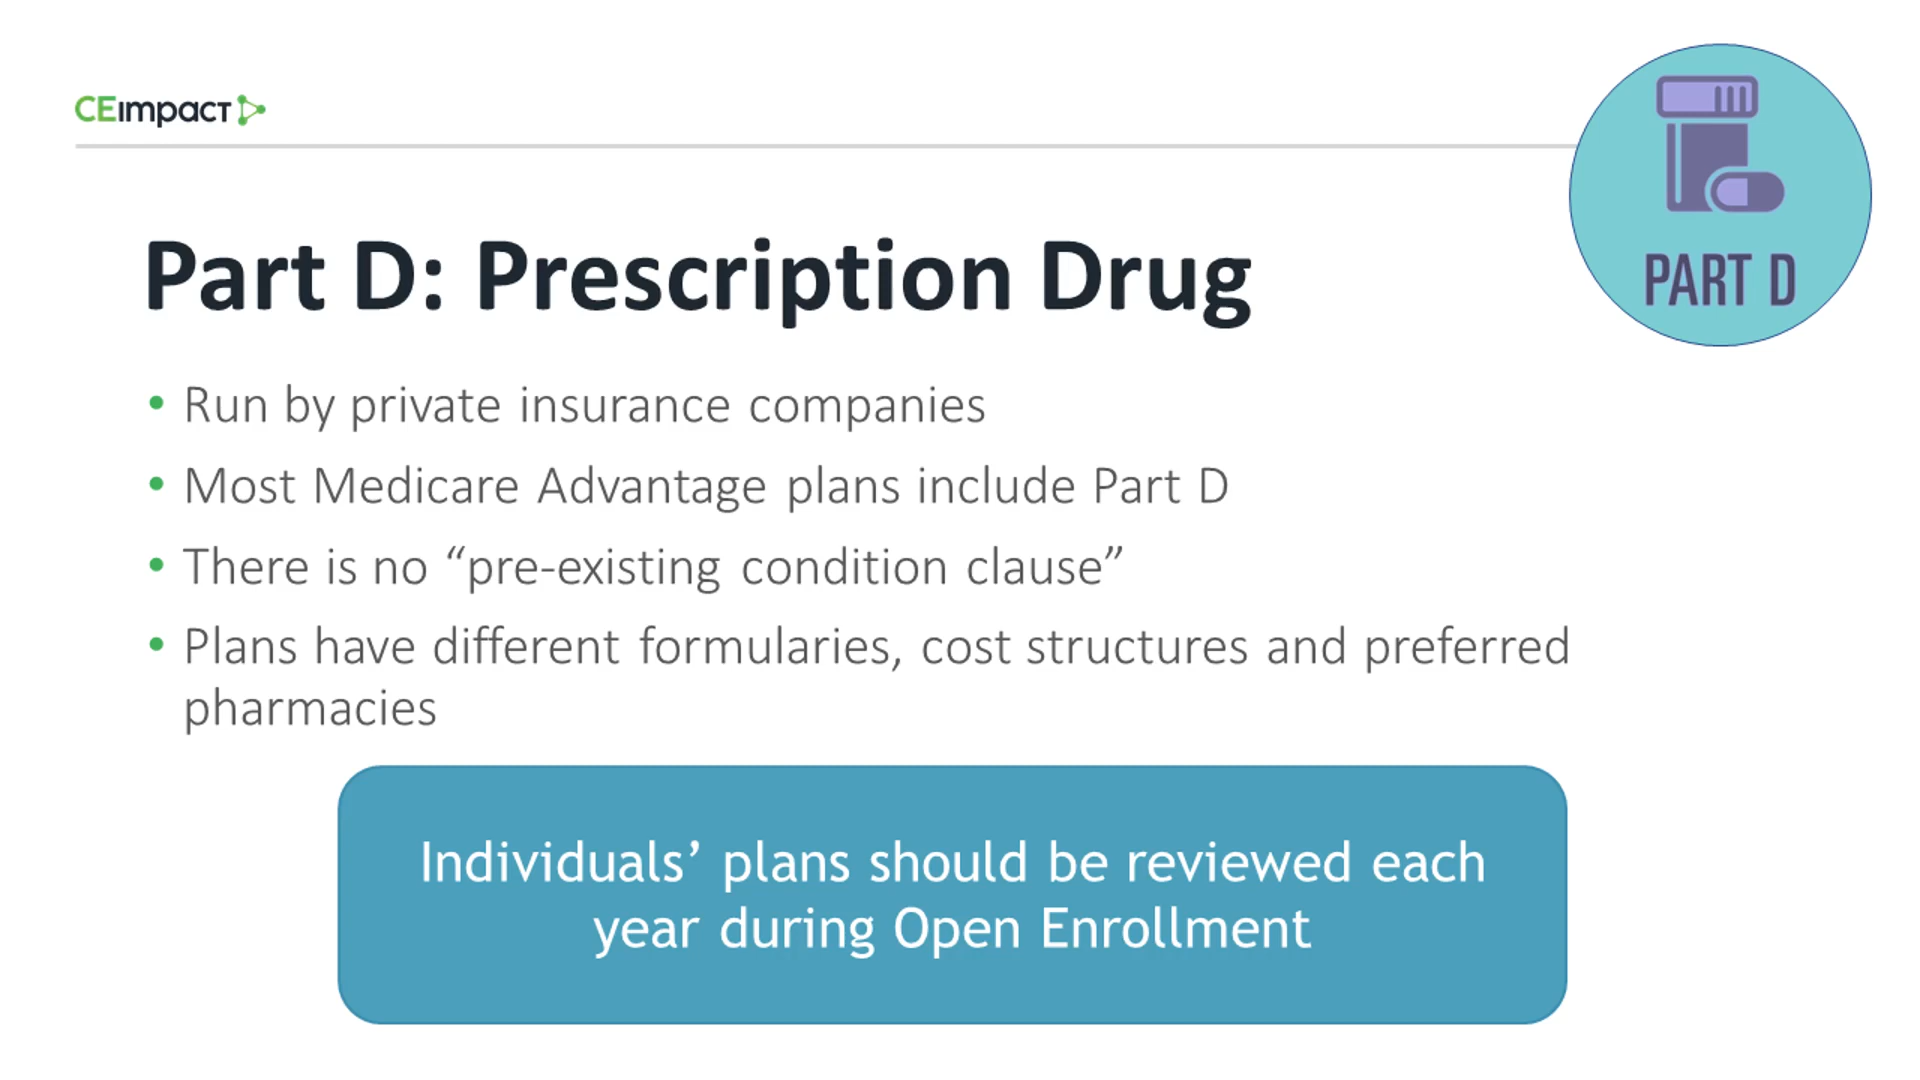 CEimpact
PART D
Part D: Prescription Drug
• Run by private insurance companies
• Most Medicare Advantage plans include Part D
• There is no “pre-existing condition clause”
• Plans have different formularies, cost structures and preferred
pharmacies
Individuals’ plans should be reviewed each
year during Open Enrollment